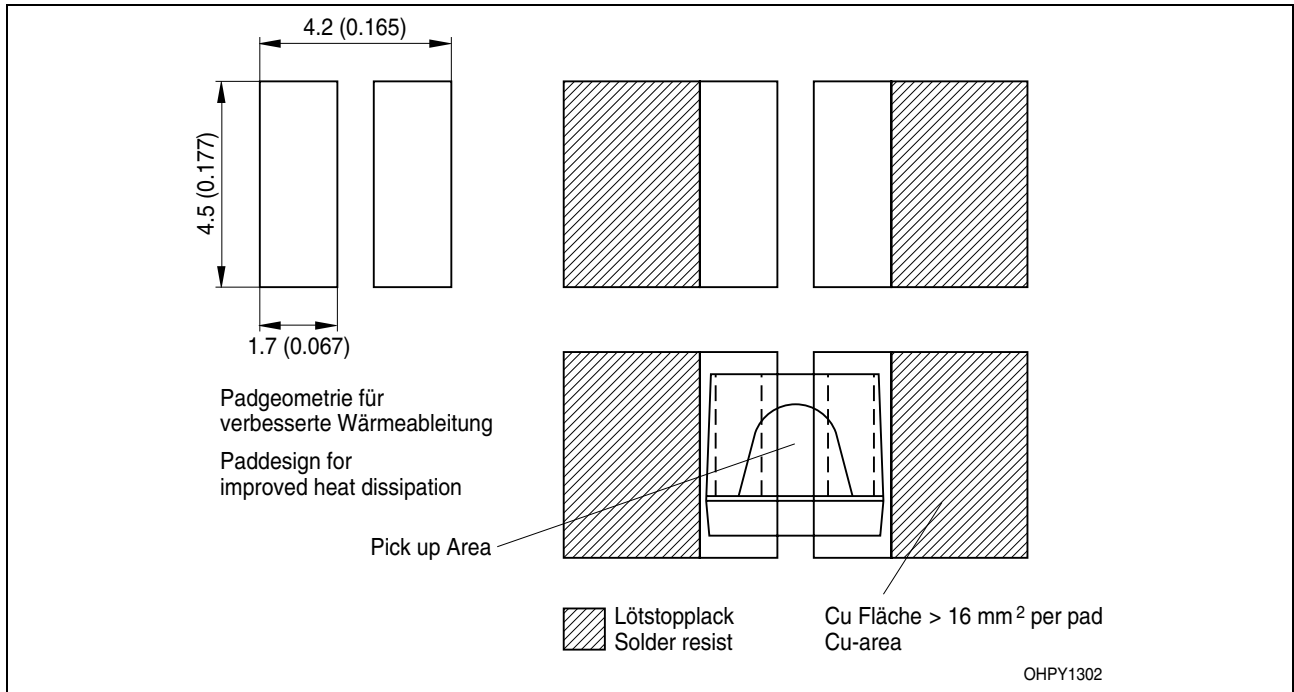 4.2 (0.165)
4.5 (0.177)
1.7 (0.067)
Padgeometrie für
verbesserte Wärmeableitung
Paddesign for
improved heat dissipation
Pick up Area
Lötstopplack
Solder resist
Cu Fläche > 16 mm² per pad
Cu-area
OHPY1302